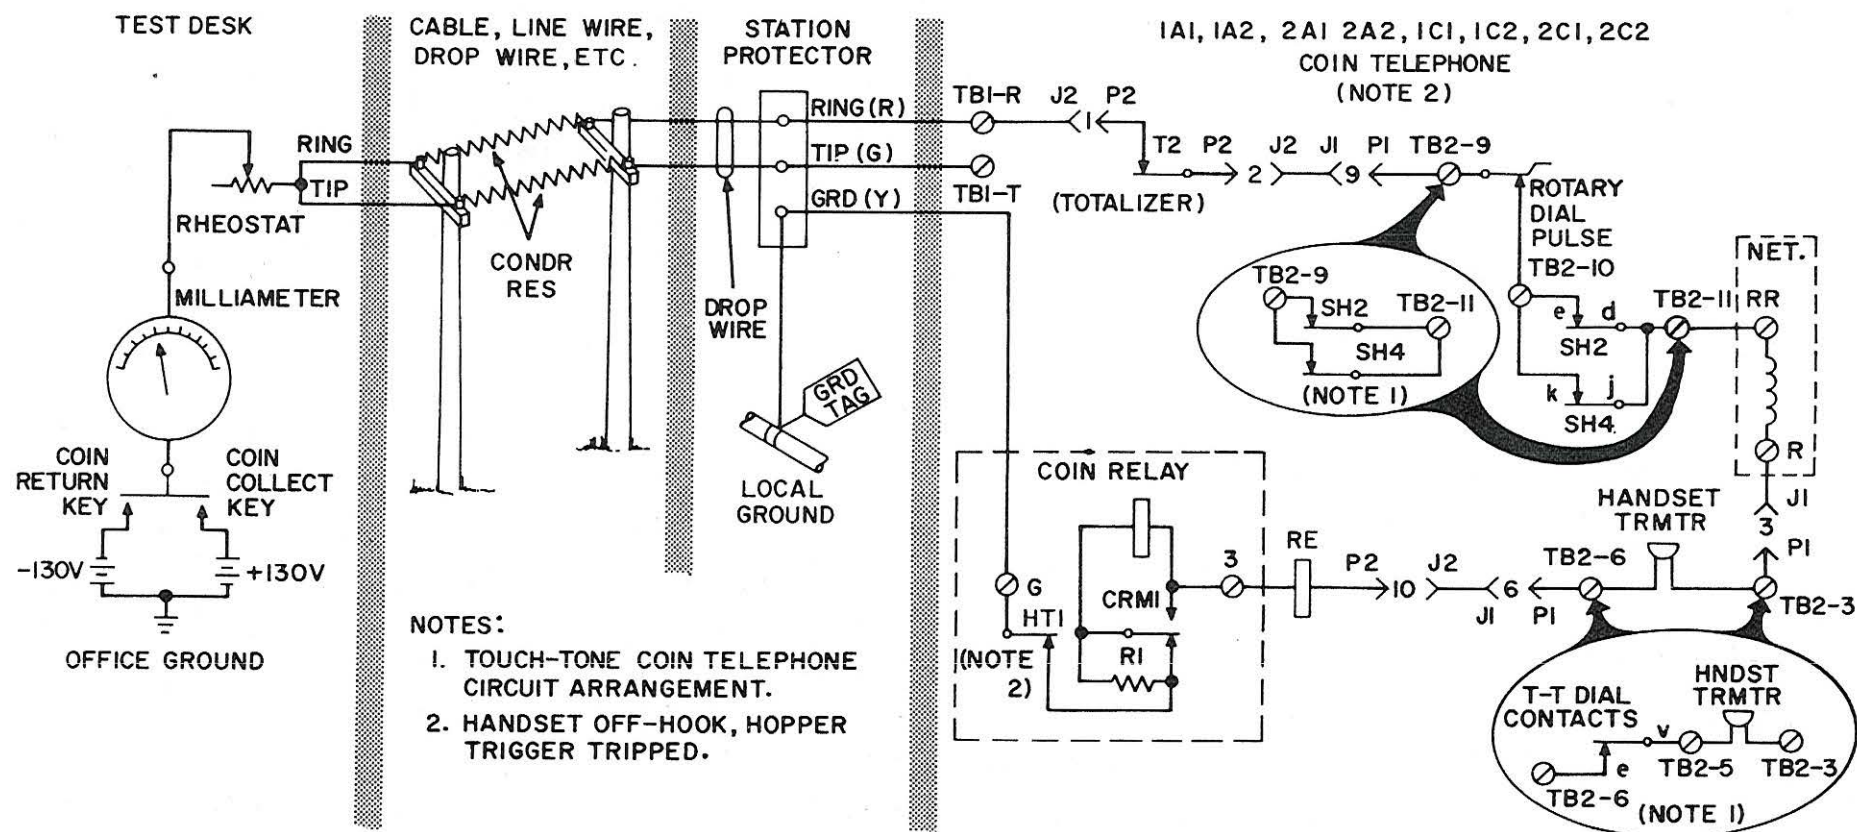 TEST DESK
CABLE, LINE WIRE,
DROP WIRE, ETC.
STATION
PROTECTOR
1A1, 1A2, 2A1 2A2, 1C1, 1C2, 2C1, 2C2
COIN TELEPHONE
(NOTE 2)
RING
TIP
RHEOSTAT
MILLIAMETER
COIN
RETURN
KEY
COIN
COLLECT
KEY
-130V
+130V
OFFICE GROUND
CONDR
RES
DROP
WIRE
RING (R)
TIP (G)
GRD (Y)
GRD
TAG
LOCAL
GROUND
TB1-R
J2
P2
1
TB1-T
T2
P2
J2
J1
P1
TB2-9
2
9
(TOTALIZER)
ROTARY
DIAL
PULSE
TB2-10
e
d
SH2
k
j
SH4
TB2-11
TB2-9
SH2
TB2-11
SH4
(NOTE 1)
NET.
RR
R
J1
3
P1
HANDSET
TRMTR
TB2-6
TB2-3
COIN RELAY
G
HT1
(NOTE
2)
CRM1
R1
3
RE
P2
J2
10
6
J1
P1
T-T DIAL
CONTACTS
HNDST
TRMTR
v
e
TB2-5
TB2-3
TB2-6
(NOTE 1)
NOTES:
1. TOUCH-TONE COIN TELEPHONE
CIRCUIT ARRANGEMENT.
2. HANDSET OFF-HOOK, HOPPER
TRIGGER TRIPPED.